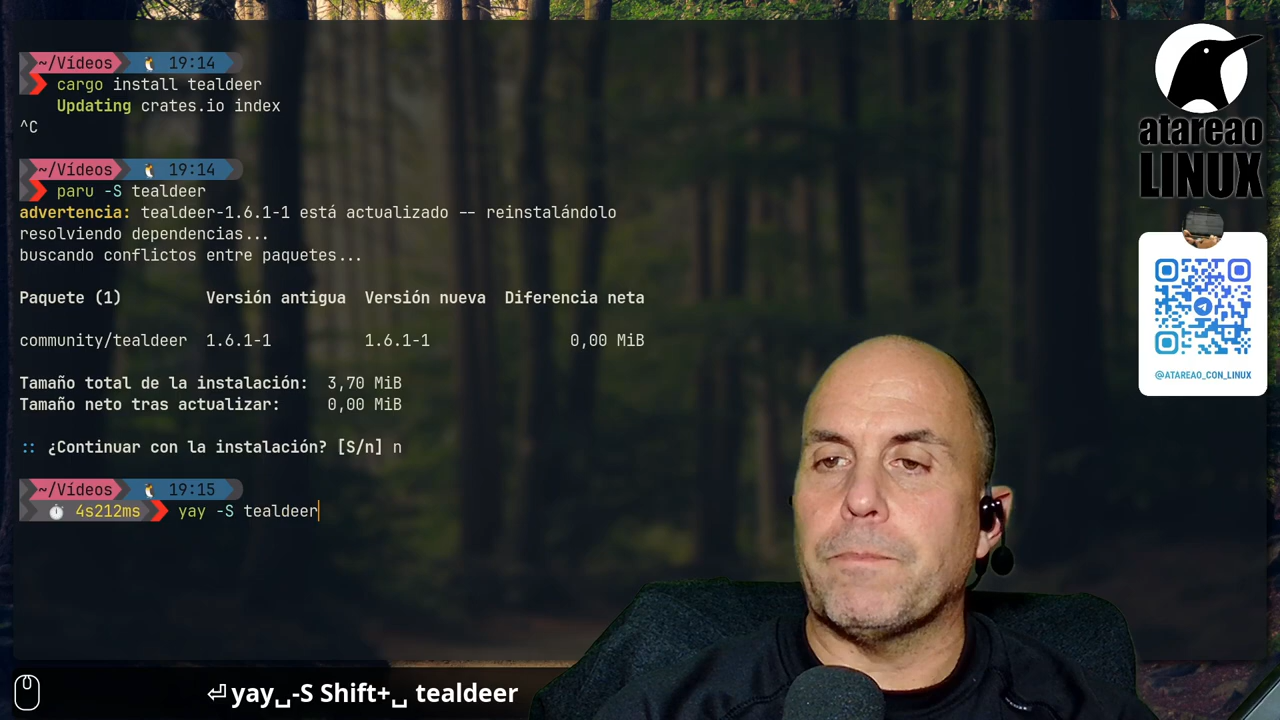 ~/Vídeos 19:14
cargo install tealdeer
Updating crates.io index
^C
~/Vídeos 19:14
paru -S tealdeer
advertencia: tealdeer-1.6.1-1 está actualizado -- reinstalándolo
resolviendo dependencias...
buscando conflictos entre paquetes...
Paquete (1) Versión antigua Versión nueva Diferencia neta
community/tealdeer 1.6.1-1 1.6.1-1 0,00 MiB
Tamaño total de la instalación: 3,70 MiB
Tamaño neto tras actualizar: 0,00 MiB
:: ¿Continuar con la instalación? [S/n] n
~/Vídeos 19:15
4s212ms yay -S tealdeer
atareao
LINUX
@ATAREAO_CON_LINUX
⏎ yay␣-S Shift+␣ tealdeer